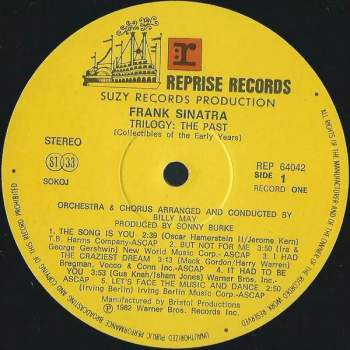 r
REPRISE RECORDS
SUZY RECORDS PRODUCTION
FRANK SINATRA
TRILOGY: THE PAST
(Collectibles of the Early Years)
STEREO
ST 33
SOKOJ
REP 64042
SIDE 1
RECORD ONE
ORCHESTRA & CHORUS ARRANGED AND CONDUCTED BY
BILLY MAY
PRODUCED BY SONNY BURKE
1. THE SONG IS YOU 2:39 (Oscar Hamerstein II/Jerome Kern)
T.B. Harms Company-ASCAP 2. BUT NOT FOR ME 3:50 (Ira &
George Gershwin) New World Music Corp.-ASCAP 3. I HAD
THE CRAZIEST DREAM 3:13 (Mack Gordon/Harry Warren)
Bregman, Vocco & Conn Inc.-ASCAP 4. IT HAD TO BE
YOU 3:53 (Gus Knah/Isham Jones) Warner Bros. Inc.-
ASCAP 5. LET'S FACE THE MUSIC AND DANCE 2:50
(Irving Berlin) Irving Berlin Music Corp.-ASCAP
Manufactured by Bristol Productions
℗ 1982 Warner Bros. Records Inc.
ALL RIGHTS OF THE MANUFACTURER AND OF THE OWNER OF THE RECORDED WORK RESERVED
UNAUTHORIZED PUBLIC PERFORMANCE BROADCASTING AND COPYING OF THIS RECORD PROHIBITED